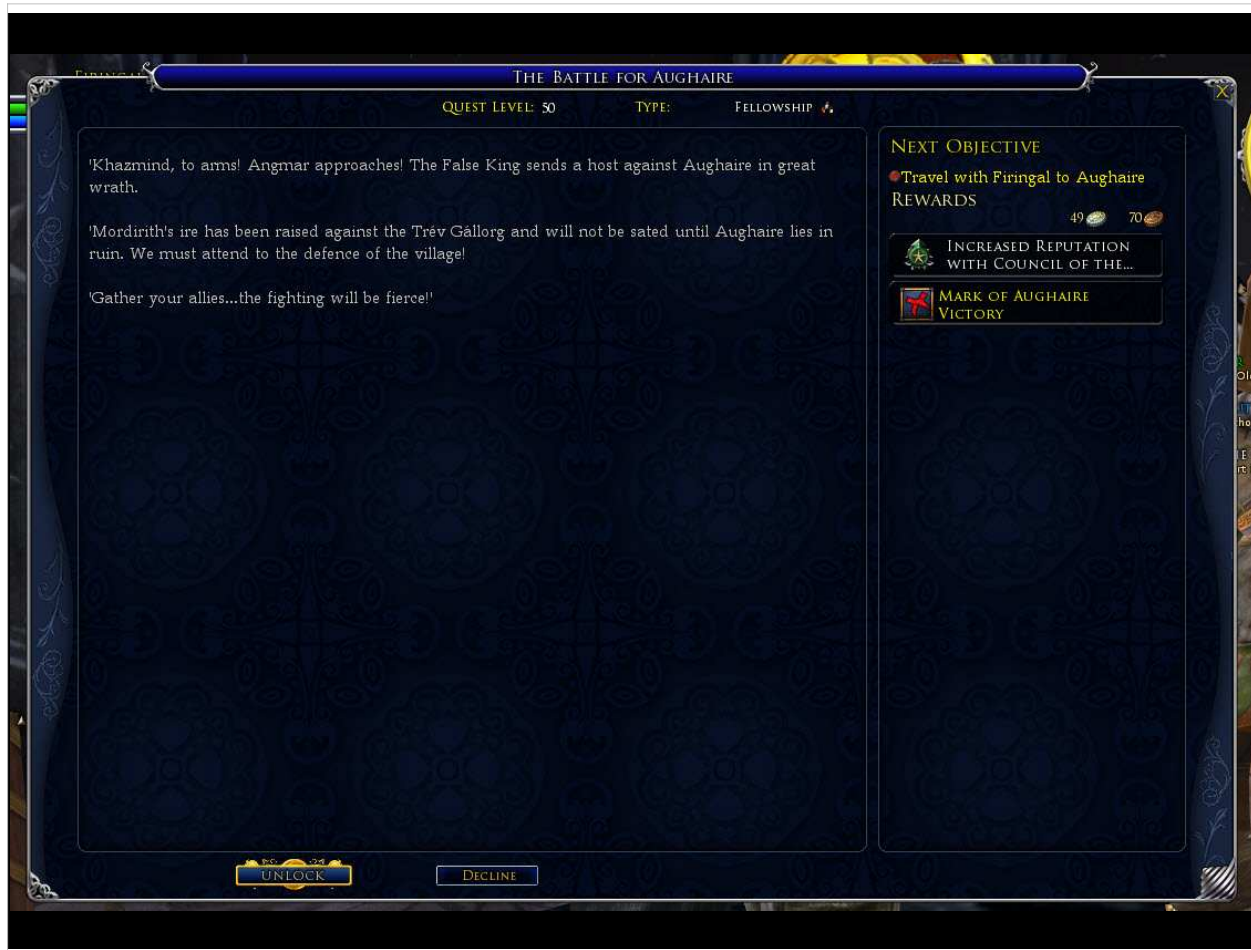 THE BATTLE FOR AUGHAIRE
QUEST LEVEL: 50 TYPE: FELLOWSHIP
X
'Khazmind, to arms! Angmar approaches! The False King sends a host against Aughaire in great
wrath.
'Mordirith's ire has been raised against the Trév Gállorg and will not be sated until Aughaire lies in
ruin. We must attend to the defence of the village!
'Gather your allies...the fighting will be fierce!'
NEXT OBJECTIVE
Travel with Firingal to Aughaire
REWARDS
49 70
INCREASED REPUTATION
WITH COUNCIL OF THE...
MARK OF AUGHAIRE
VICTORY
UNLOCK
DECLINE